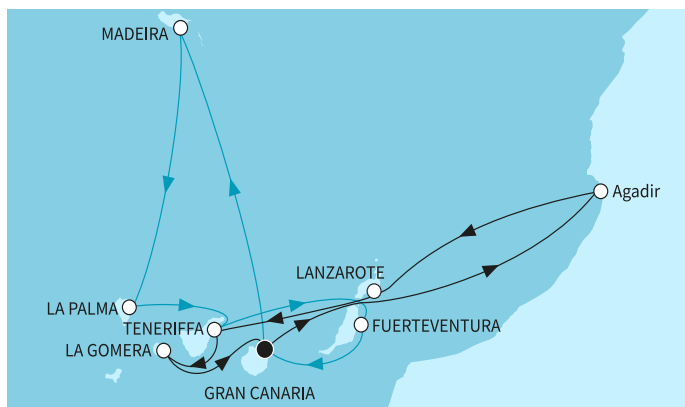 MADEIRA
Agadir
LANZAROTE
LA PALMA
TENERIFFA
FUERTEVENTURA
LA GOMERA
GRAN CANARIA